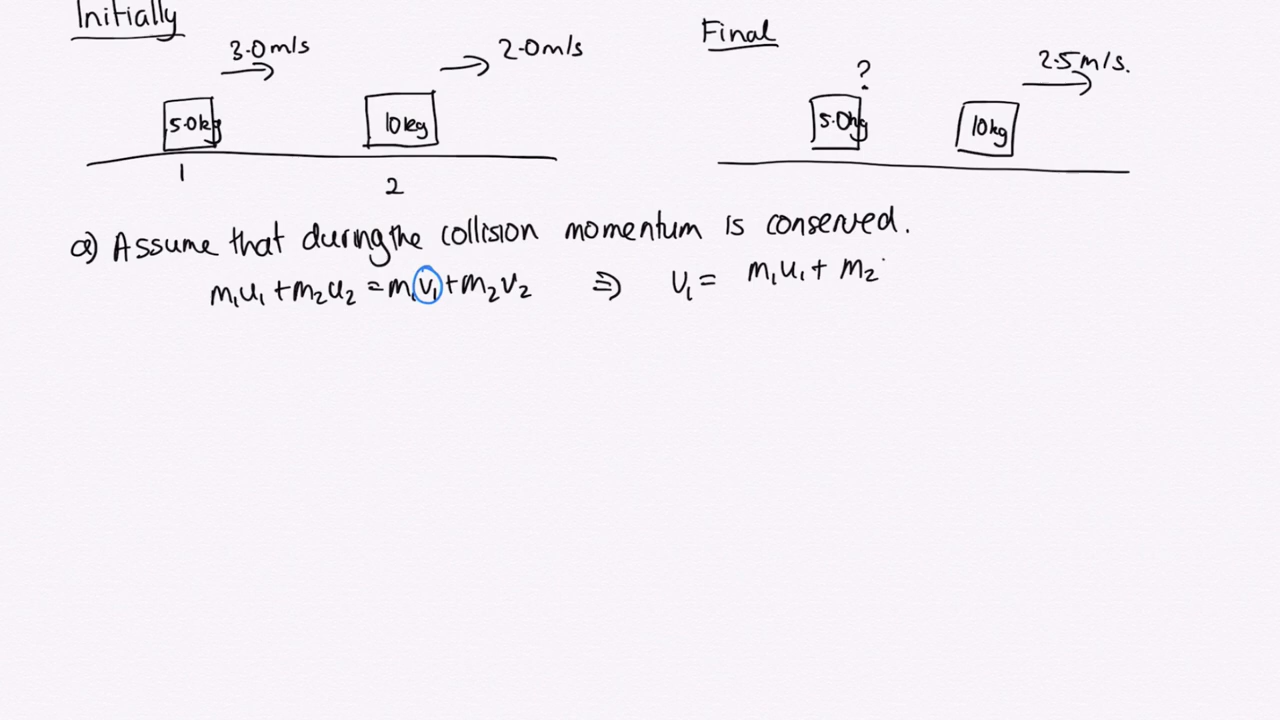 Initially
3.0m/s
2.0m/s
5.0kg
10kg
1
2
Final
?
2.5m/s.
5.0kg
10kg
a) Assume that during the collision momentum is conserved.
m₁u₁ + m₂u₂ = m₁v₁ + m₂v₂ ⇒ v₁ = m₁u₁ + m₂